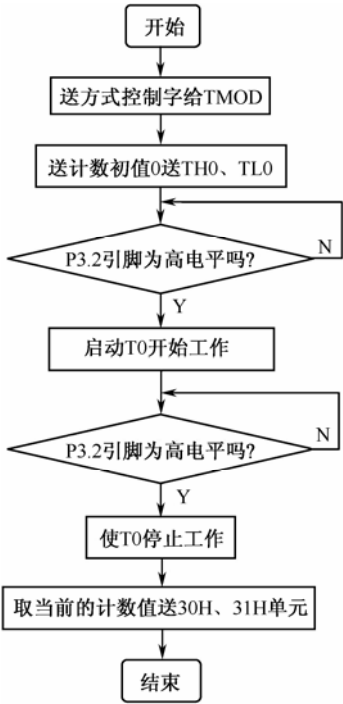 开始
送方式控制字给TMOD
送计数初值0送TH0、TL0
P3.2引脚为高电平吗?
N
Y
启动T0开始工作
P3.2引脚为高电平吗?
N
Y
使T0停止工作
取当前的计数值送30H、31H单元
结束